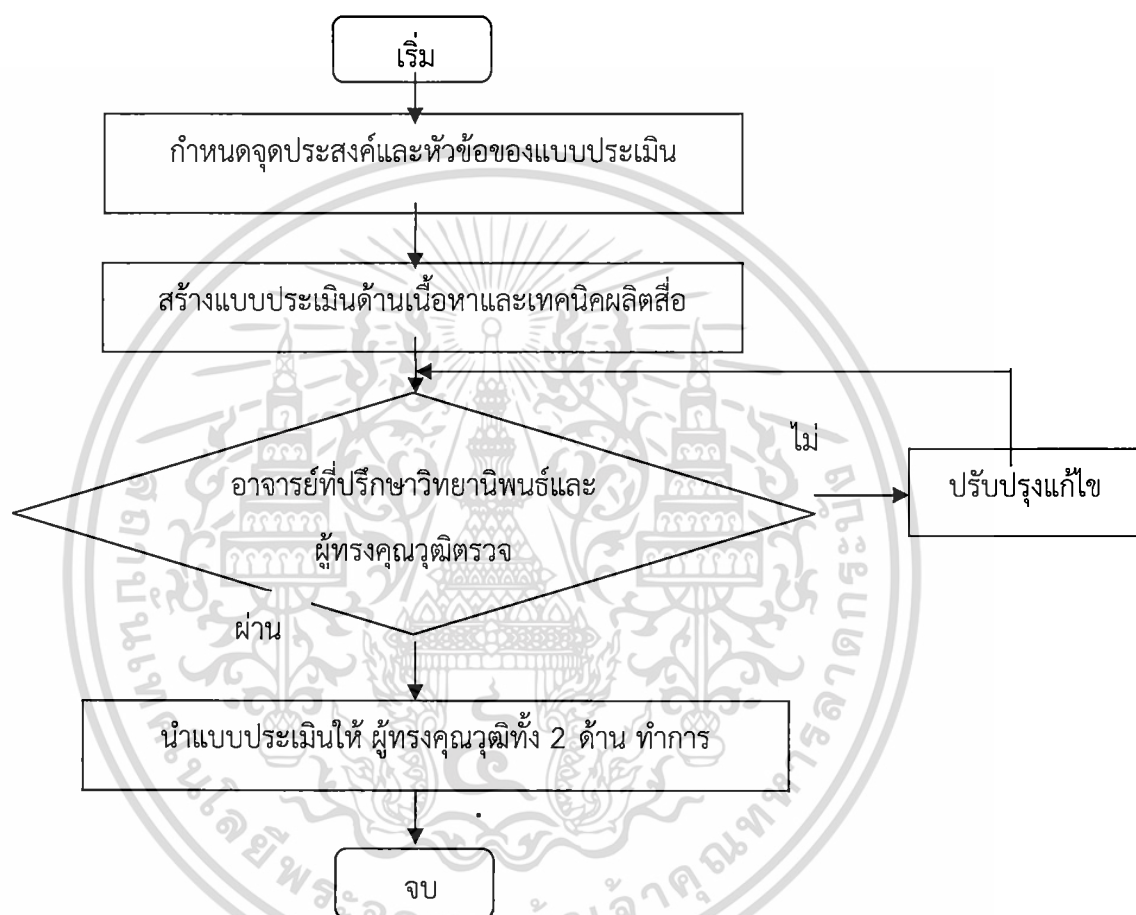 เริ่ม
กำหนดจุดประสงค์และหัวข้อของแบบประเมิน
สร้างแบบประเมินด้านเนื้อหาและเทคนิคผลิตสื่อ
ไม่
อาจารย์ที่ปรึกษาวิทยานิพนธ์และ
ผู้ทรงคุณวุฒิตรวจ
ปรับปรุงแก้ไข
ผ่าน
นำแบบประเมินให้ ผู้ทรงคุณวุฒิทั้ง 2 ด้าน ทำการ
จบ